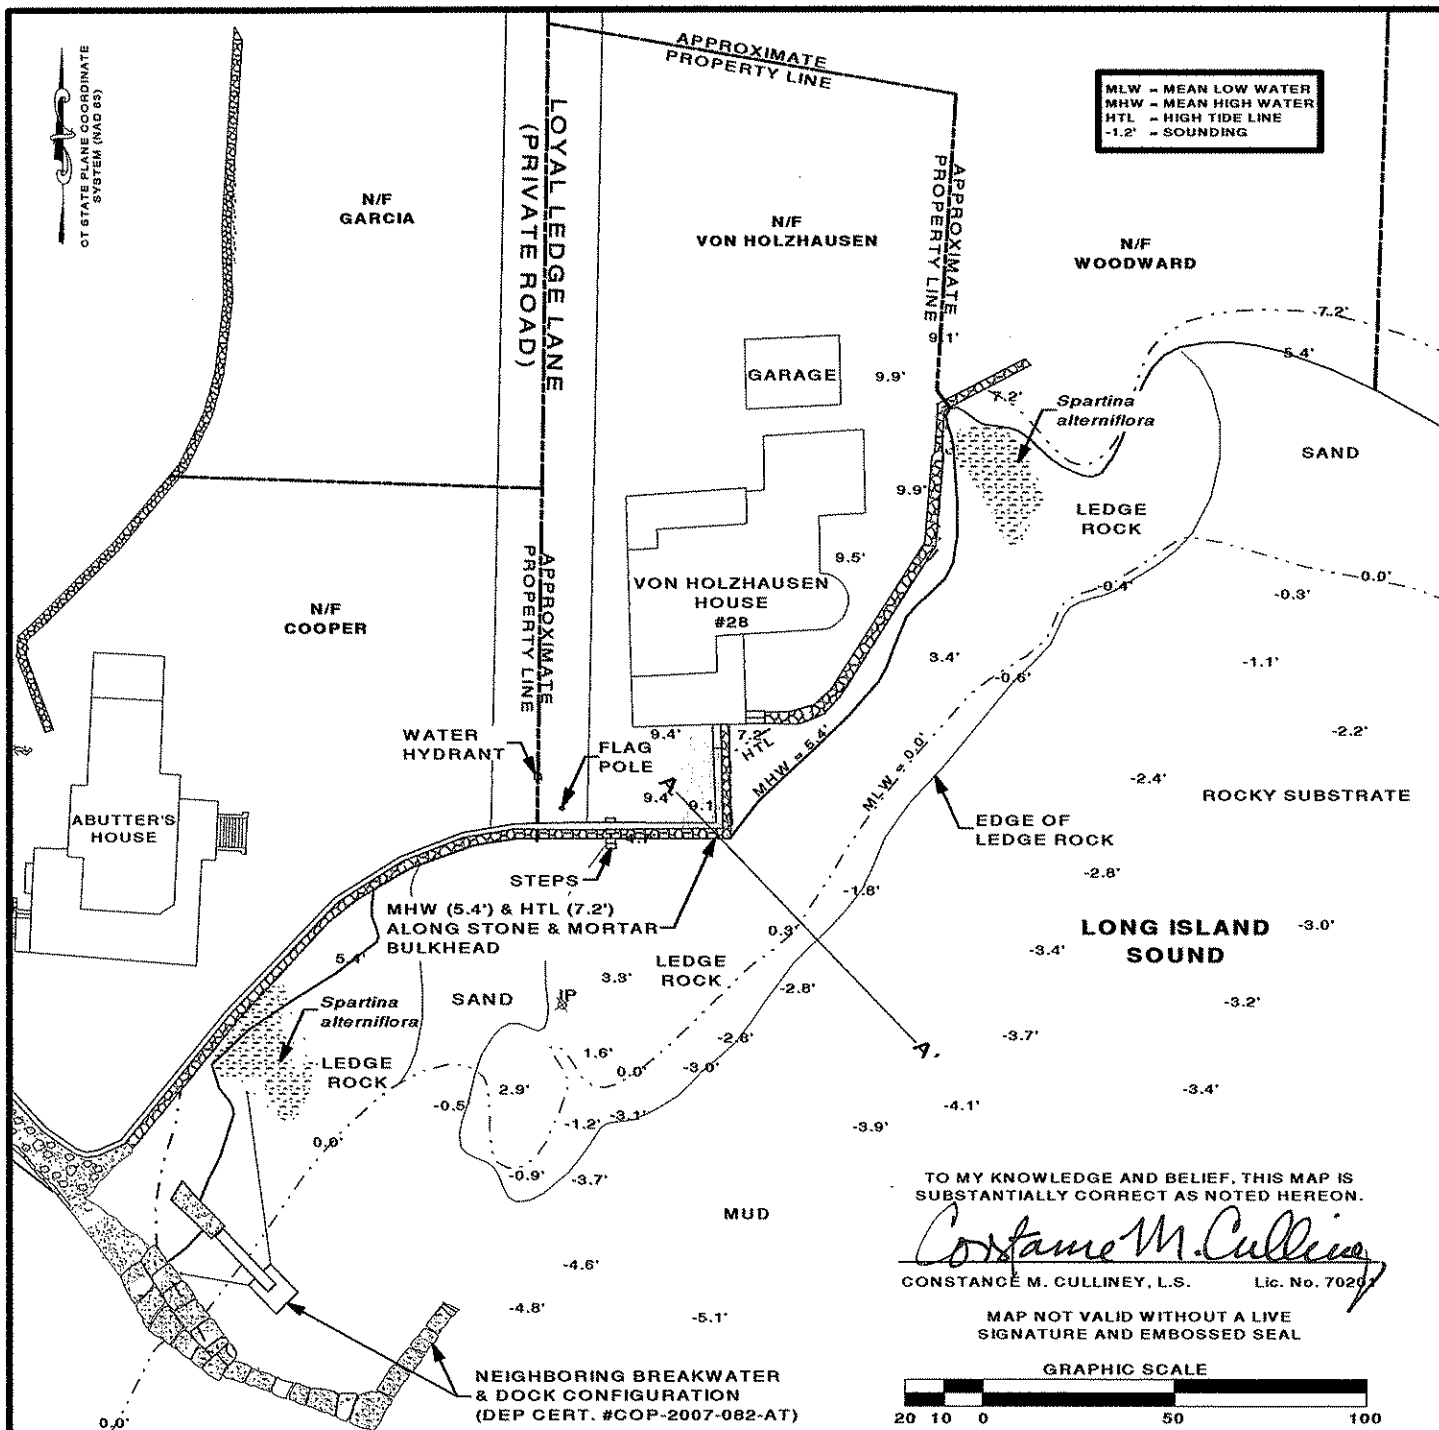 CT STATE PLANE COORDINATE
SYSTEM (NAD 83)
APPROXIMATE
PROPERTY LINE
MLW = MEAN LOW WATER
MHW = MEAN HIGH WATER
HTL = HIGH TIDE LINE
-1.2' = SOUNDING
LOYAL LEDGE LANE
(PRIVATE ROAD)
N/F
GARCIA
N/F
VON HOLZHAUSEN
APPROXIMATE
PROPERTY LINE
N/F
WOODWARD
7.2'
5.4'
9.1'
GARAGE
9.9'
7.2'
Spartina
alterniflora
SAND
9.9'
LEDGE
ROCK
9.5'
APPROXIMATE
PROPERTY LINE
0.0'
-0.4'
-0.3'
VON HOLZHAUSEN
HOUSE
#28
N/F
COOPER
3.4'
-0.6'
-1.1'
-2.2'
WATER
HYDRANT
FLAG
POLE
9.4'
7.2'
HTL
MHW = 5.4'
MLW = 0.0'
-2.4'
A
9.4'
9.1'
ROCKY SUBSTRATE
ABUTTER'S
HOUSE
EDGE OF
LEDGE ROCK
STEPS
-2.8'
-1.8'
MHW (5.4') & HTL (7.2')
ALONG STONE & MORTAR
BULKHEAD
LONG ISLAND
SOUND
-3.0'
0.3'
-3.4'
5.4'
LEDGE
ROCK
3.3'
-2.8'
SAND
IP
-3.2'
Spartina
alterniflora
-3.7'
-2.8'
A'
LEDGE
ROCK
1.6'
0.0'
-3.0'
2.9'
-3.4'
-0.5'
-4.1'
-1.2'
-3.1'
-3.9'
0.0'
-0.9'
-3.7'
MUD
TO MY KNOWLEDGE AND BELIEF, THIS MAP IS
SUBSTANTIALLY CORRECT AS NOTED HEREON.
Constance M. Culliney
CONSTANCE M. CULLINEY, L.S. Lic. No. 70291
-4.6'
-4.8'
-5.1'
MAP NOT VALID WITHOUT A LIVE
SIGNATURE AND EMBOSSED SEAL
NEIGHBORING BREAKWATER
& DOCK CONFIGURATION
(DEP CERT. #COP-2007-082-AT)
GRAPHIC SCALE
20 10 0 50 100
0.0'